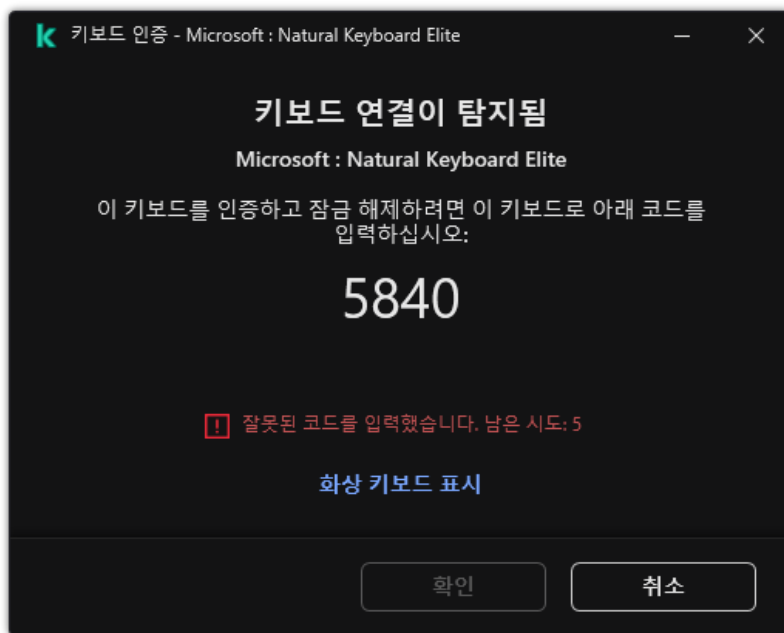 키보드 인증 - Microsoft : Natural Keyboard Elite
키보드 연결이 탐지됨
Microsoft : Natural Keyboard Elite
이 키보드를 인증하고 잠금 해제하려면 이 키보드로 아래 코드를
입력하십시오:
5840
잘못된 코드를 입력했습니다. 남은 시도: 5
화상 키보드 표시
확인
취소